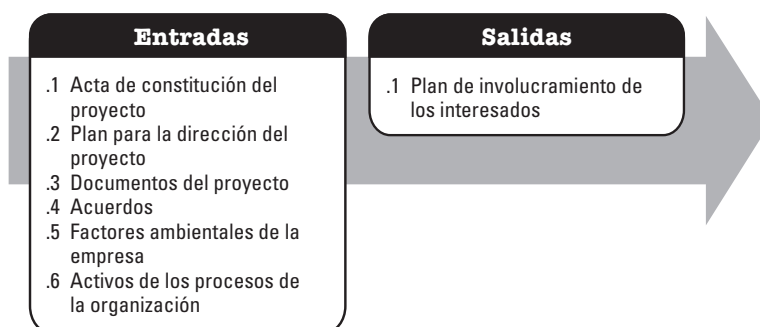 Entradas
.1 Acta de constitución del
proyecto
.2 Plan para la dirección del
proyecto
.3 Documentos del proyecto
.4 Acuerdos
.5 Factores ambientales de la
empresa
.6 Activos de los procesos de
la organización
Salidas
.1 Plan de involucramiento de
los interesados